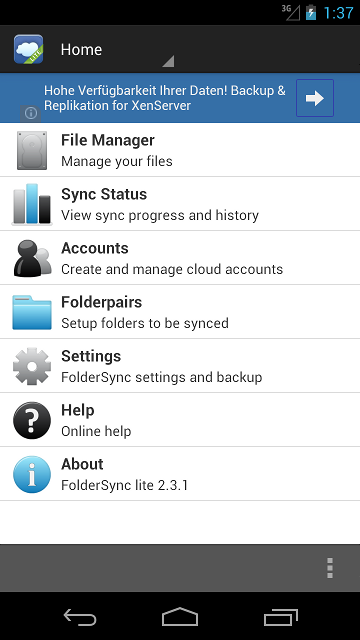 3G 1:37
LITE
Home
Hohe Verfügbarkeit Ihrer Daten! Backup &
Replikation for XenServer
File Manager
Manage your files
Sync Status
View sync progress and history
Accounts
Create and manage cloud accounts
Folderpairs
Setup folders to be synced
Settings
FolderSync settings and backup
Help
Online help
About
FolderSync lite 2.3.1